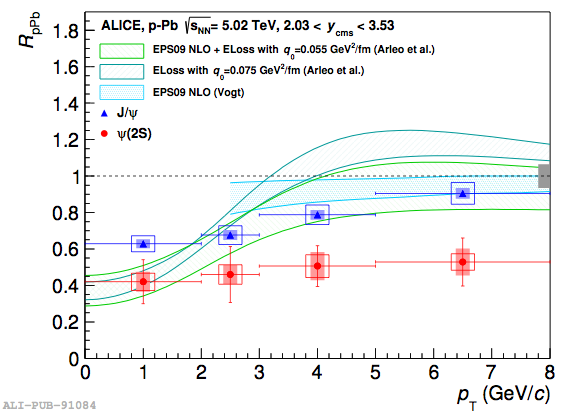 ALICE, p-Pb √sNN= 5.02 TeV, 2.03 < ycms < 3.53
EPS09 NLO + ELoss with q0=0.055 GeV²/fm (Arleo et al.)
ELoss with q0=0.075 GeV²/fm (Arleo et al.)
EPS09 NLO (Vogt)
J/ψ
ψ(2S)
RpPb
1.8
1.6
1.4
1.2
1
0.8
0.6
0.4
0.2
0
0 1 2 3 4 5 6 7 8
pT (GeV/c)
ALI-PUB-91084